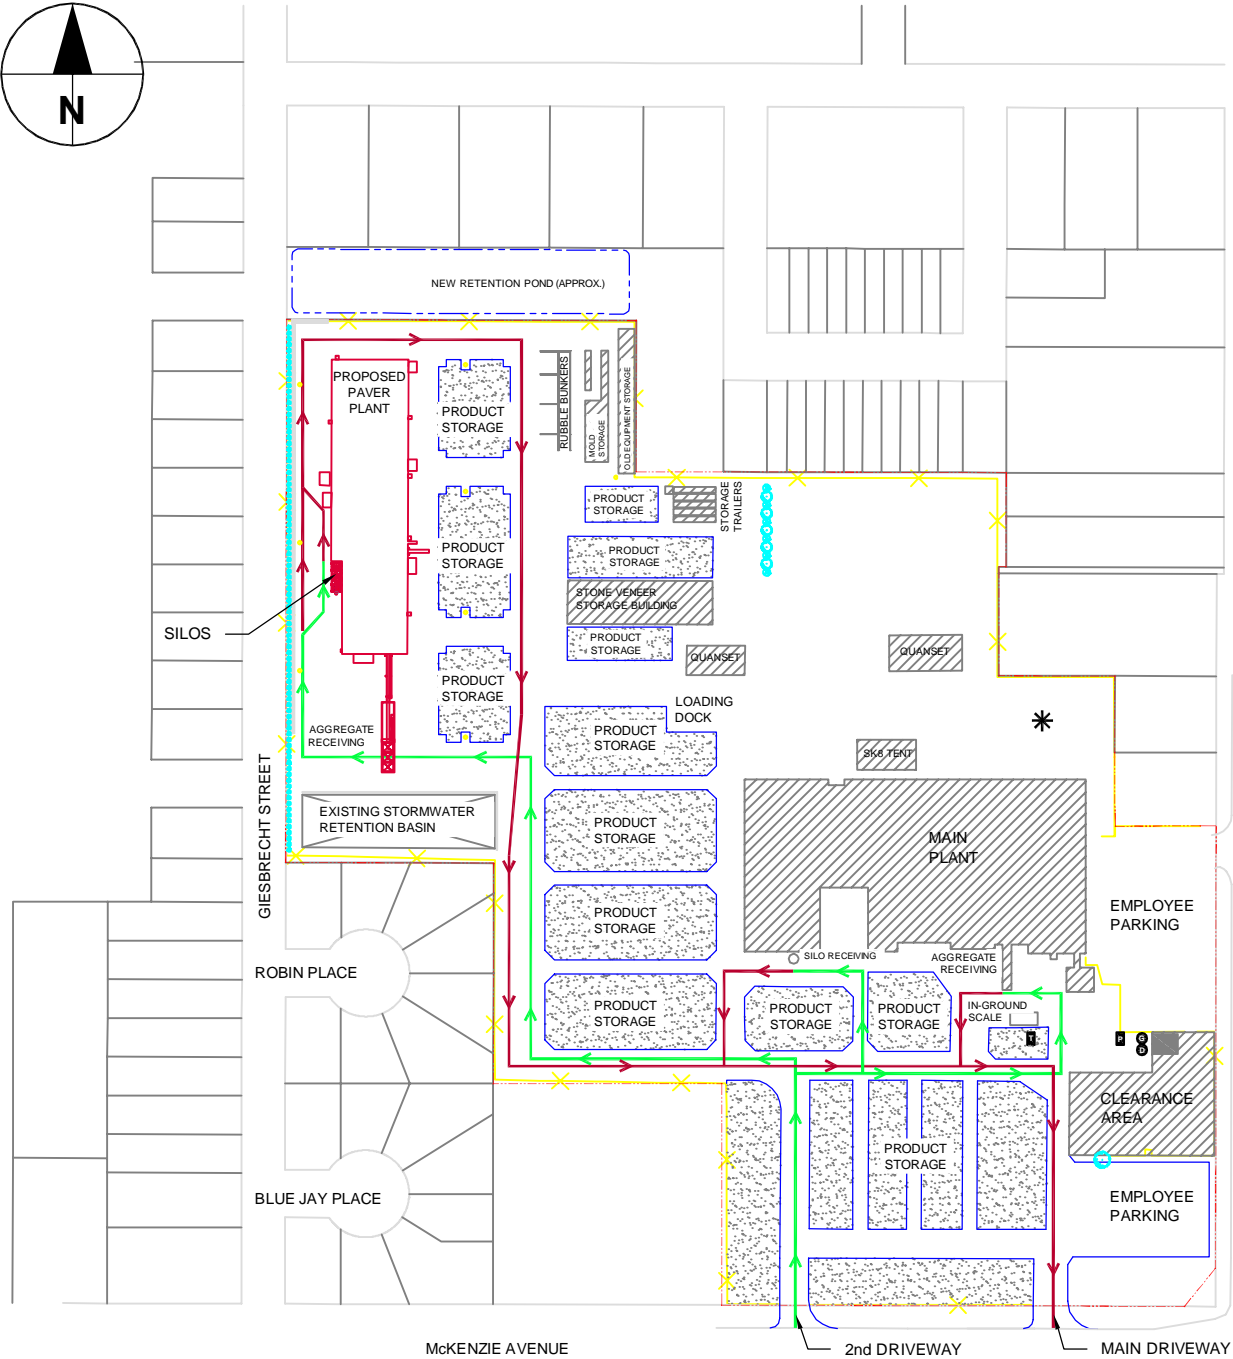 N
NEW RETENTION POND (APPROX.)
PROPOSED
PAVER
PLANT
PRODUCT
STORAGE
RUBBLE BUNKERS
MOLD
STORAGE
OLD EQUIPMENT STORAGE
PRODUCT
STORAGE
STORAGE
TRAILERS
PRODUCT
STORAGE
PRODUCT
STORAGE
STONE VENEER
STORAGE BUILDING
SILOS
PRODUCT
STORAGE
QUANSET
QUANSET
PRODUCT
STORAGE
LOADING
DOCK
AGGREGATE
RECEIVING
PRODUCT
STORAGE
SK8 TENT
GIESBRECHT STREET
EXISTING STORMWATER
RETENTION BASIN
PRODUCT
STORAGE
MAIN
PLANT
PRODUCT
STORAGE
EMPLOYEE
PARKING
SILO RECEIVING
AGGREGATE
RECEIVING
ROBIN PLACE
PRODUCT
STORAGE
PRODUCT
STORAGE
PRODUCT
STORAGE
IN-GROUND
SCALE
T
P
G
D
CLEARANCE
AREA
PRODUCT
STORAGE
BLUE JAY PLACE
EMPLOYEE
PARKING
McKENZIE AVENUE
2nd DRIVEWAY
MAIN DRIVEWAY